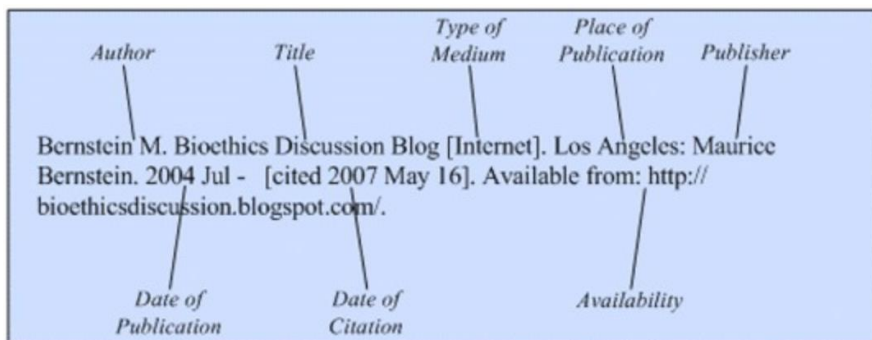 Type of Place of
Author Title Medium Publication Publisher
Bernstein M. Bioethics Discussion Blog [Internet]. Los Angeles: Maurice
Bernstein. 2004 Jul - [cited 2007 May 16]. Available from: http://
bioethicsdiscussion.blogspot.com/.
Date of Date of Availability
Publication Citation